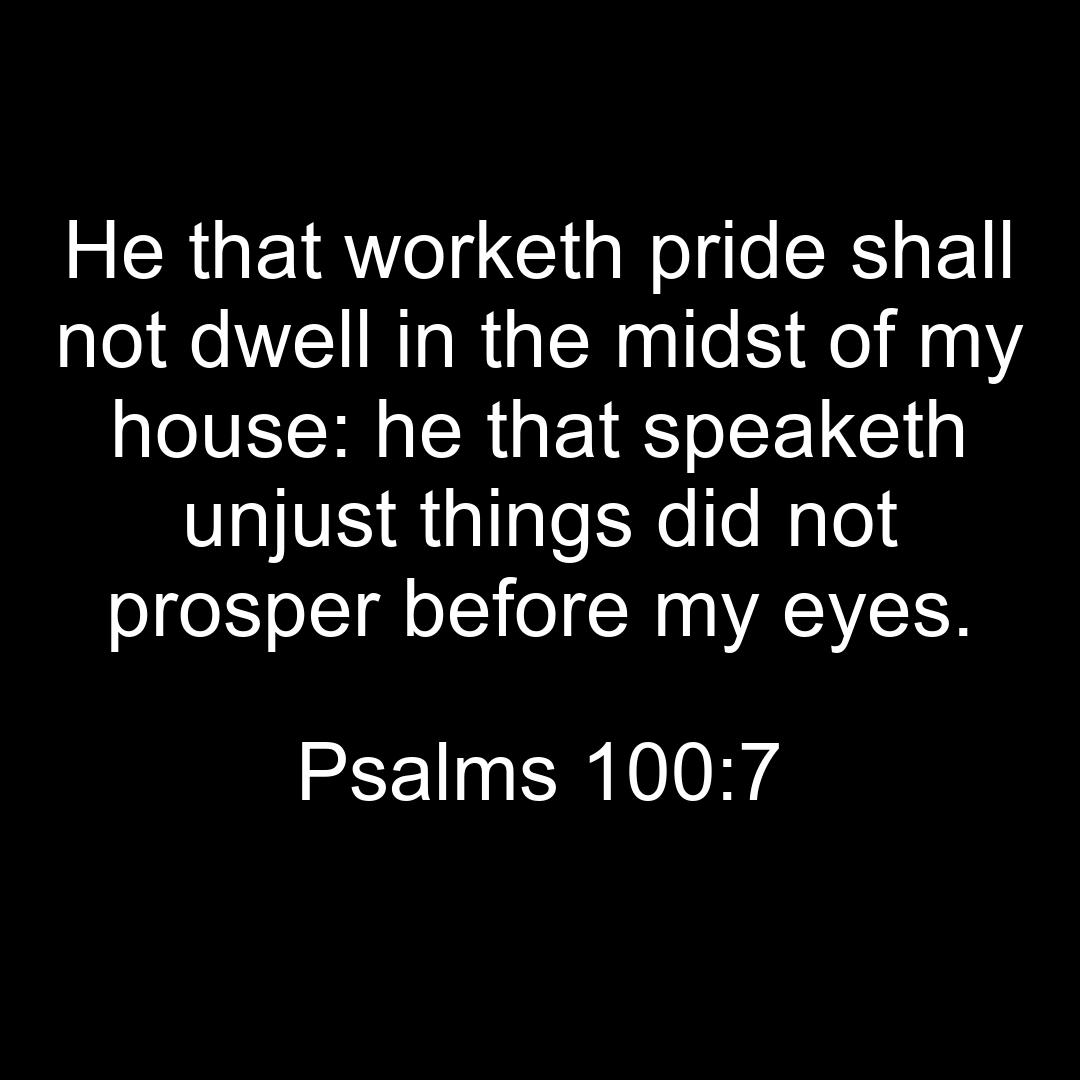 He that worketh pride shall
not dwell in the midst of my
house: he that speaketh
unjust things did not
prosper before my eyes.
Psalms 100:7